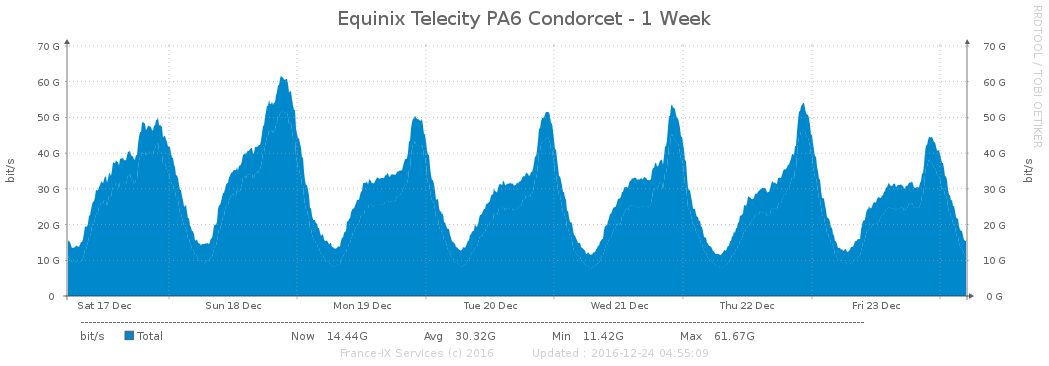 Equinix Telecity PA6 Condorcet - 1 Week
RRDTOOL / TOBI OETIKER
bit/s
70 G
60 G
50 G
40 G
30 G
20 G
10 G
0
70 G
60 G
50 G
40 G
30 G
20 G
10 G
0 G
bit/s
Sat 17 Dec Sun 18 Dec Mon 19 Dec Tue 20 Dec Wed 21 Dec Thu 22 Dec Fri 23 Dec
bit/s Total Now 14.44G Avg 30.32G Min 11.42G Max 61.67G
France-IX Services (c) 2016 Updated : 2016-12-24 04:55:09